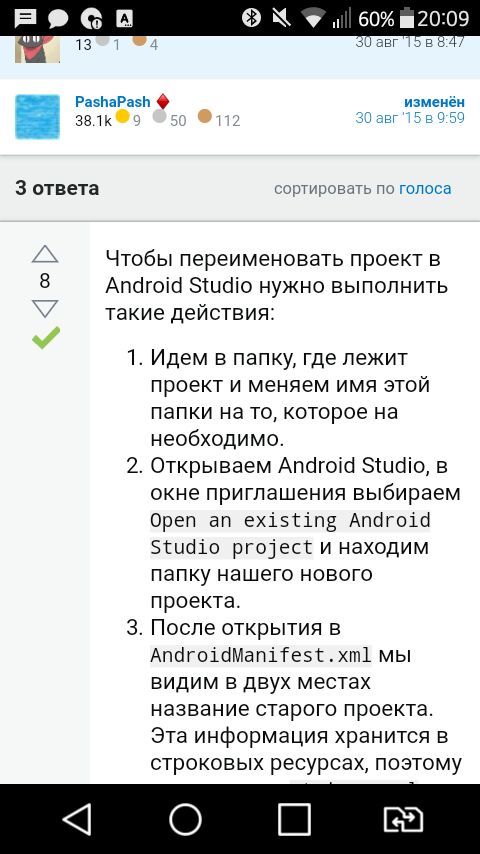 60% 20:09
13 1 4
30 авг '15 в 8:47
PashaPash
изменён
38.1k 9 50 112
30 авг '15 в 9:59
3 ответа
сортировать по голоса
8
Чтобы переименовать проект в
Android Studio нужно выполнить
такие действия:
1. Идем в папку, где лежит
проект и меняем имя этой
папки на то, которое на
необходимо.
2. Открываем Android Studio, в
окне приглашения выбираем
Open an existing Android
Studio project и находим
папку нашего нового
проекта.
3. После открытия в
AndroidManifest.xml мы
видим в двух местах
название старого проекта.
Эта информация хранится в
строковых ресурсах, поэтому